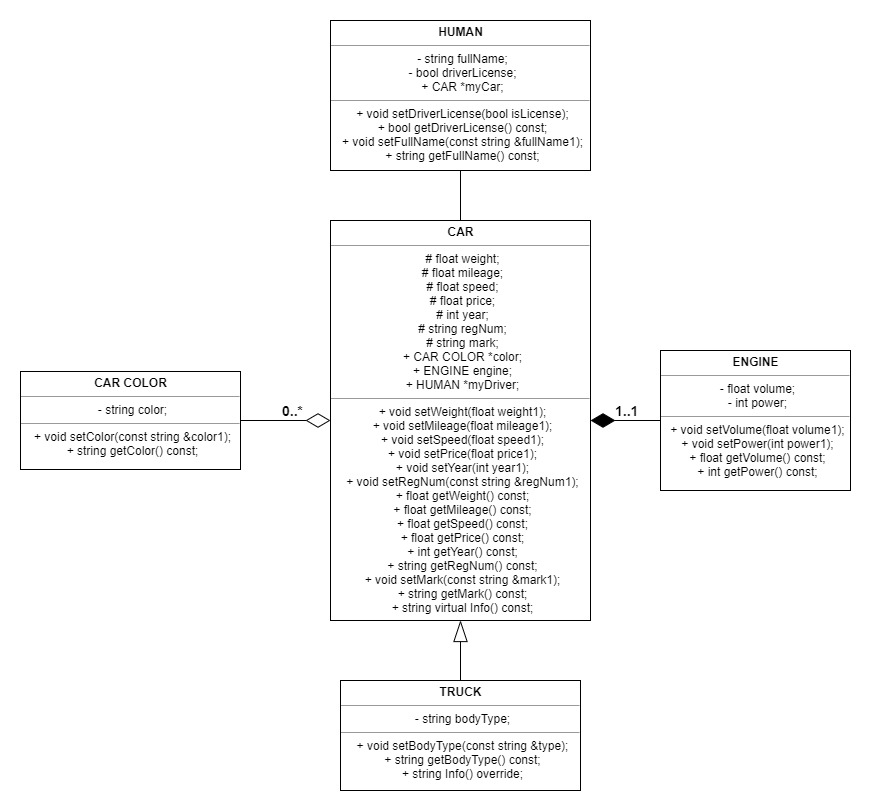 HUMAN
- string fullName;
- bool driverLicense;
+ CAR *myCar;
+ void setDriverLicense(bool isLicense);
+ bool getDriverLicense() const;
+ void setFullName(const string &fullName1);
+ string getFullName() const;
CAR
# float weight;
# float mileage;
# float speed;
# float price;
# int year;
# string regNum;
# string mark;
+ CAR COLOR *color;
+ ENGINE engine;
+ HUMAN *myDriver;
+ void setWeight(float weight1);
+ void setMileage(float mileage1);
+ void setSpeed(float speed1);
+ void setPrice(float price1);
+ void setYear(int year1);
+ void setRegNum(const string &regNum1);
+ float getWeight() const;
+ float getMileage() const;
+ float getSpeed() const;
+ float getPrice() const;
+ int getYear() const;
+ string getRegNum() const;
+ void setMark(const string &mark1);
+ string getMark() const;
+ string virtual Info() const;
CAR COLOR
- string color;
+ void setColor(const string &color1);
+ string getColor() const;
0..*
1..1
ENGINE
- float volume;
- int power;
+ void setVolume(float volume1);
+ void setPower(int power1);
+ float getVolume() const;
+ int getPower() const;
TRUCK
- string bodyType;
+ void setBodyType(const string &type);
+ string getBodyType() const;
+ string Info() override;